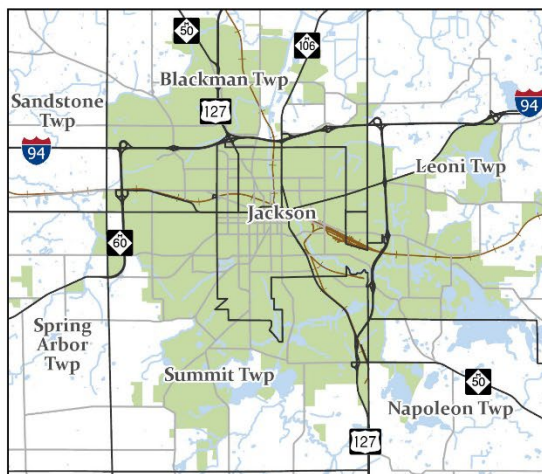 50
106
Blackman Twp
127
Sandstone
Twp
94
94
Leoni Twp
Jackson
M
60
Spring
Arbor
Twp
Summit Twp
M
50
Napoleon Twp
127